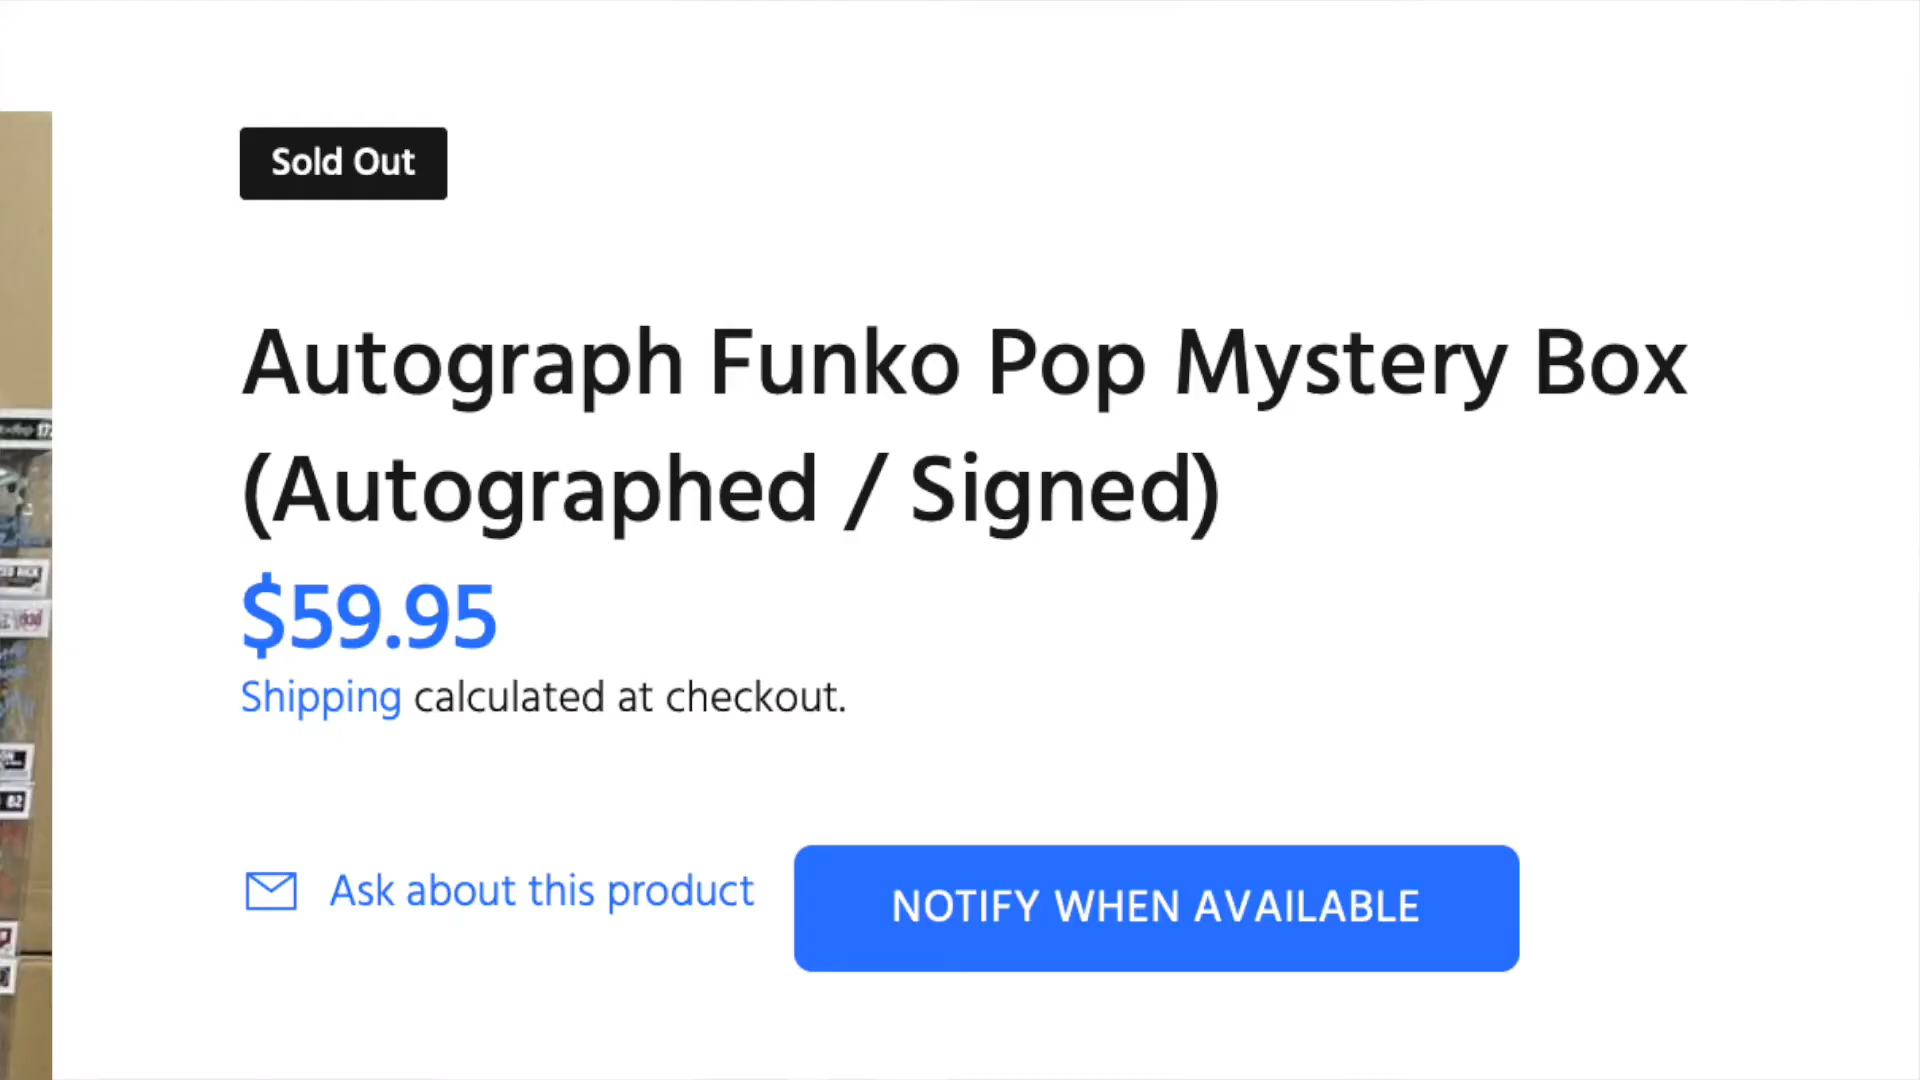 Sold Out
Autograph Funko Pop Mystery Box
(Autographed / Signed)
$59.95
Shipping calculated at checkout.
Ask about this product
NOTIFY WHEN AVAILABLE
82